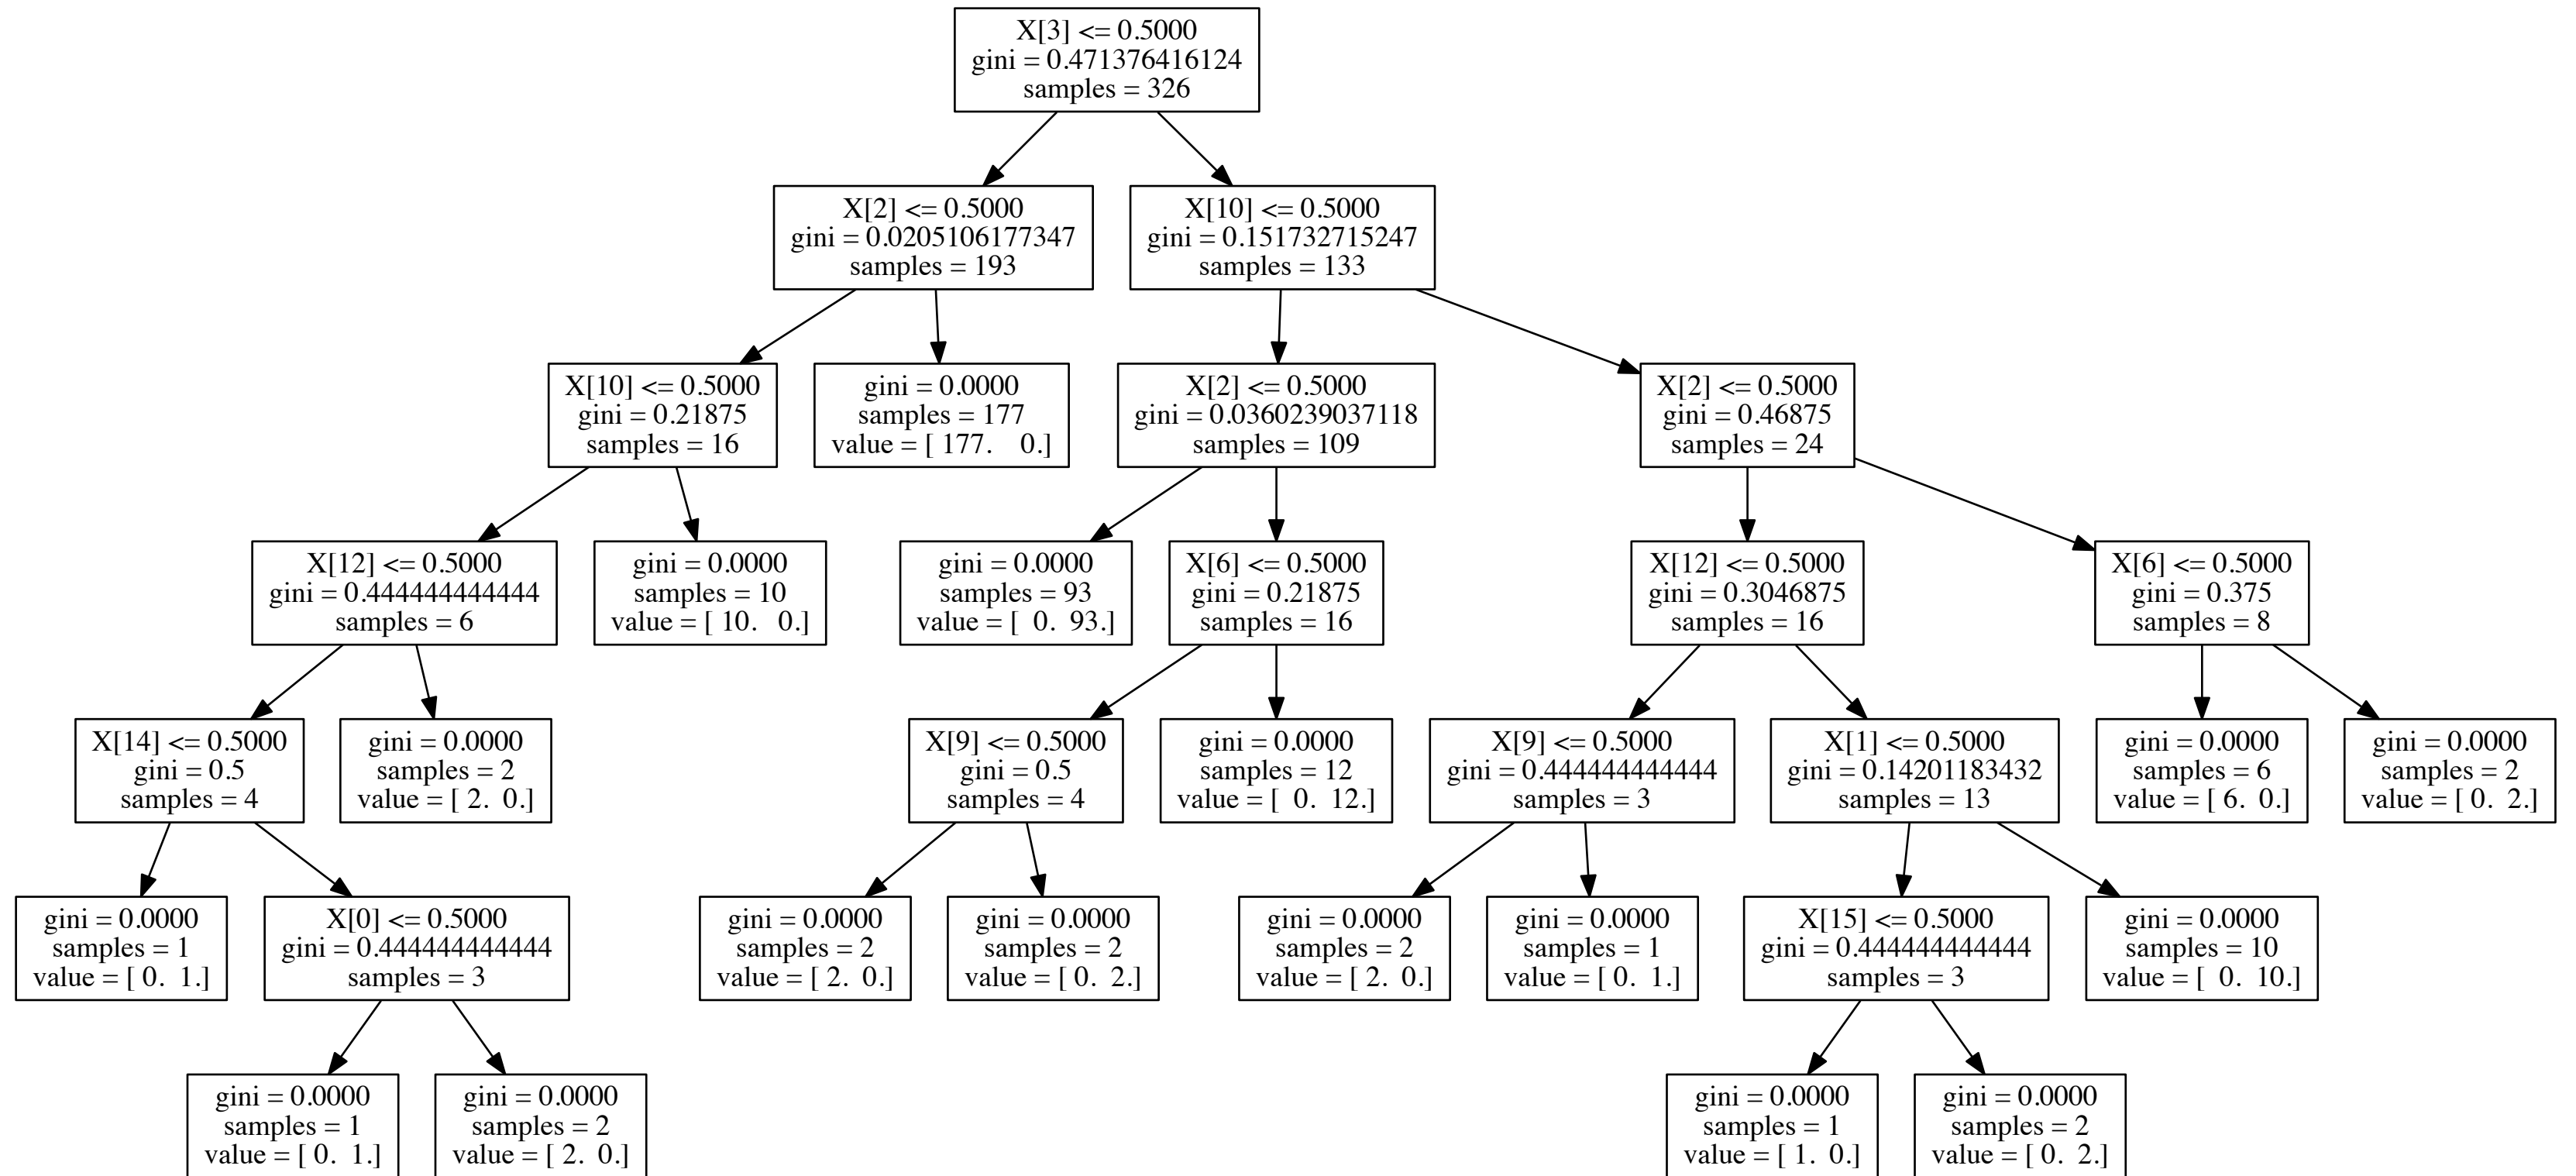 X[3] <= 0.5000
gini = 0.471376416124
samples = 326
X[2] <= 0.5000
gini = 0.0205106177347
samples = 193
X[10] <= 0.5000
gini = 0.151732715247
samples = 133
X[10] <= 0.5000
gini = 0.21875
samples = 16
gini = 0.0000
samples = 177
value = [ 177.    0.]
X[2] <= 0.5000
gini = 0.0360239037118
samples = 109
X[2] <= 0.5000
gini = 0.46875
samples = 24
X[12] <= 0.5000
gini = 0.444444444444
samples = 6
gini = 0.0000
samples = 10
value = [ 10.   0.]
gini = 0.0000
samples = 93
value = [  0.  93.]
X[6] <= 0.5000
gini = 0.21875
samples = 16
X[12] <= 0.5000
gini = 0.3046875
samples = 16
X[6] <= 0.5000
gini = 0.375
samples = 8
X[14] <= 0.5000
gini = 0.5
samples = 4
gini = 0.0000
samples = 2
value = [ 2.  0.]
X[9] <= 0.5000
gini = 0.5
samples = 4
gini = 0.0000
samples = 12
value = [  0.  12.]
X[9] <= 0.5000
gini = 0.444444444444
samples = 3
X[1] <= 0.5000
gini = 0.14201183432
samples = 13
gini = 0.0000
samples = 6
value = [ 6.  0.]
gini = 0.0000
samples = 2
value = [ 0.  2.]
gini = 0.0000
samples = 1
value = [ 0.  1.]
X[0] <= 0.5000
gini = 0.444444444444
samples = 3
gini = 0.0000
samples = 2
value = [ 2.  0.]
gini = 0.0000
samples = 2
value = [ 0.  2.]
gini = 0.0000
samples = 2
value = [ 2.  0.]
gini = 0.0000
samples = 1
value = [ 0.  1.]
X[15] <= 0.5000
gini = 0.444444444444
samples = 3
gini = 0.0000
samples = 10
value = [  0.  10.]
gini = 0.0000
samples = 1
value = [ 0.  1.]
gini = 0.0000
samples = 2
value = [ 2.  0.]
gini = 0.0000
samples = 1
value = [ 1.  0.]
gini = 0.0000
samples = 2
value = [ 0.  2.]